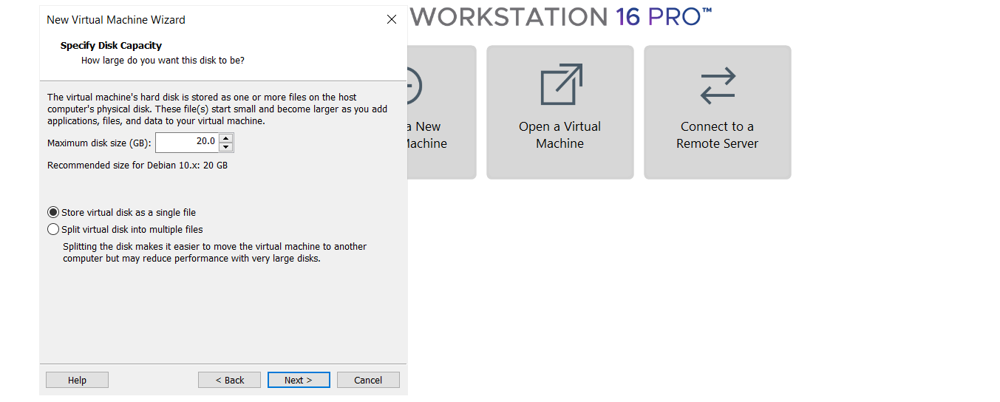 New Virtual Machine Wizard
WORKSTATION 16 PRO™
Specify Disk Capacity
How large do you want this disk to be?
The virtual machine's hard disk is stored as one or more files on the host
computer's physical disk. These file(s) start small and become larger as you add
applications, files, and data to your virtual machine.
Maximum disk size (GB): 20.0
Recommended size for Debian 10.x: 20 GB
Store virtual disk as a single file
Split virtual disk into multiple files
Splitting the disk makes it easier to move the virtual machine to another
computer but may reduce performance with very large disks.
Help
< Back
Next >
Cancel
a New
Machine
Open a Virtual
Machine
Connect to a
Remote Server